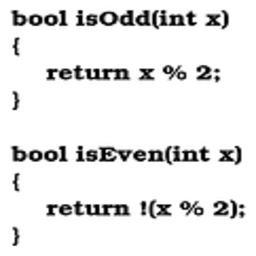 bool isOdd(int x)
{
return x % 2;
}
bool isEven(int x)
{
return !(x % 2);
}